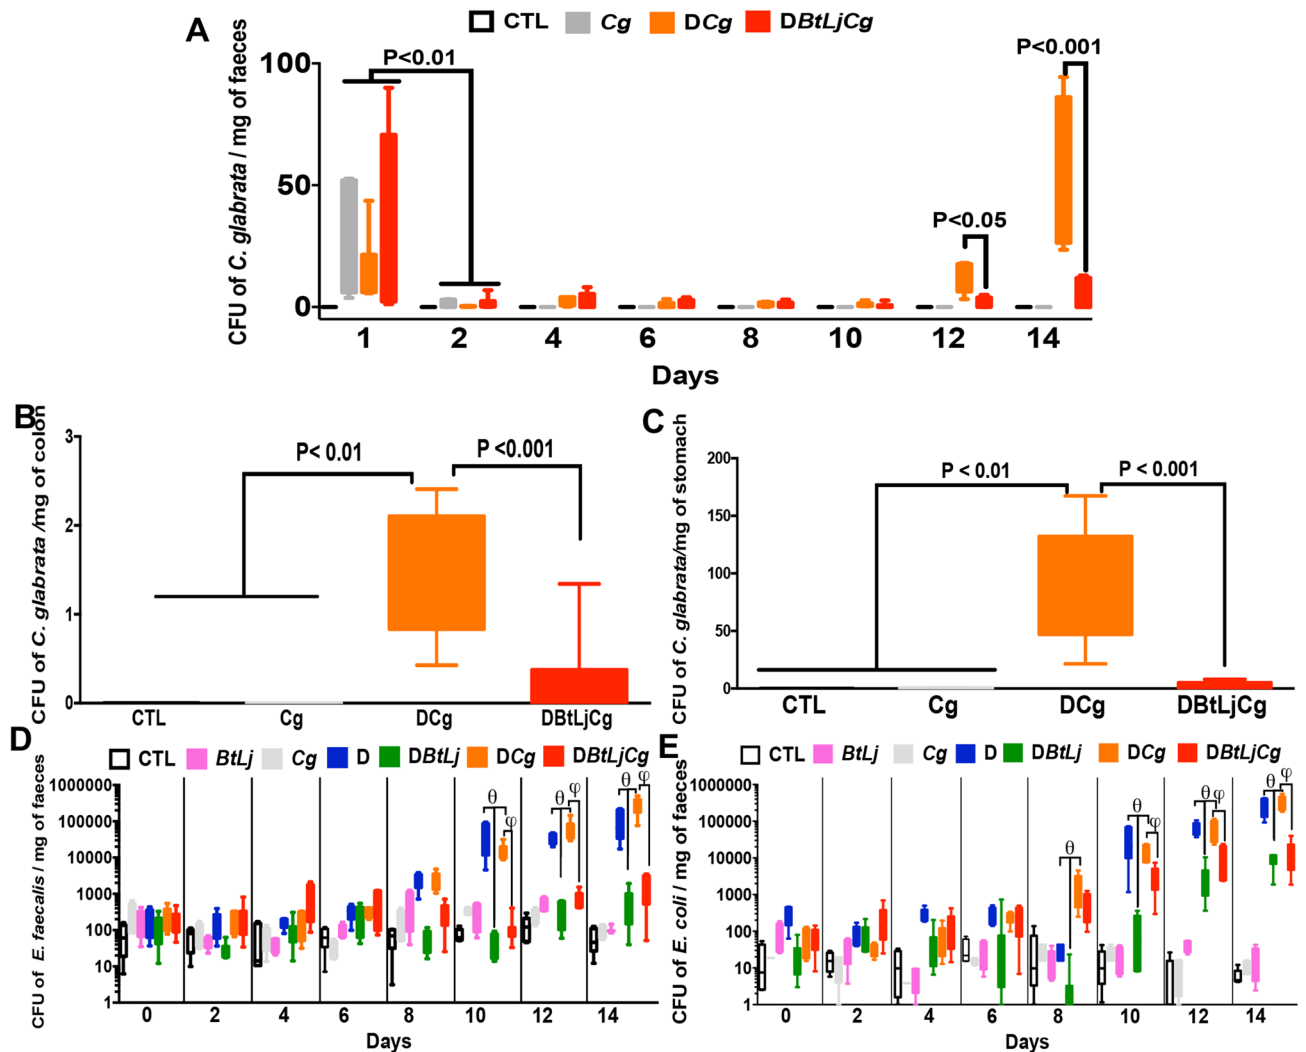 A
CTL Cg DCg DBtLjCg
CFU of C. glabrata / mg of faeces
100
50
0
P<0.01
P<0.05
P<0.001
1 2 4 6 8 10 12 14
Days
B
CFU of C. glabrata /mg of colon
3
2
1
0
P< 0.01
P <0.001
CTL Cg DCg DBtLjCg
C
CFU of C. glabrata/mg of stomach
200
150
100
50
0
P < 0.01
P < 0.001
CTL Cg DCg DBtLjCg
D
CTL BtLj Cg D DBtLj DCg DBtLjCg
CFU of E. faecalis / mg of faeces
1000000
100000
10000
1000
100
10
1
θ φ θ φ θ φ
0 2 4 6 8 10 12 14
Days
E
CTL BtLj Cg D DBtLj DCg DBtLjCg
CFU of E. coli / mg of faeces
1000000
100000
10000
1000
100
10
1
θ θ φ θ φ θ φ
0 2 4 6 8 10 12 14
Days